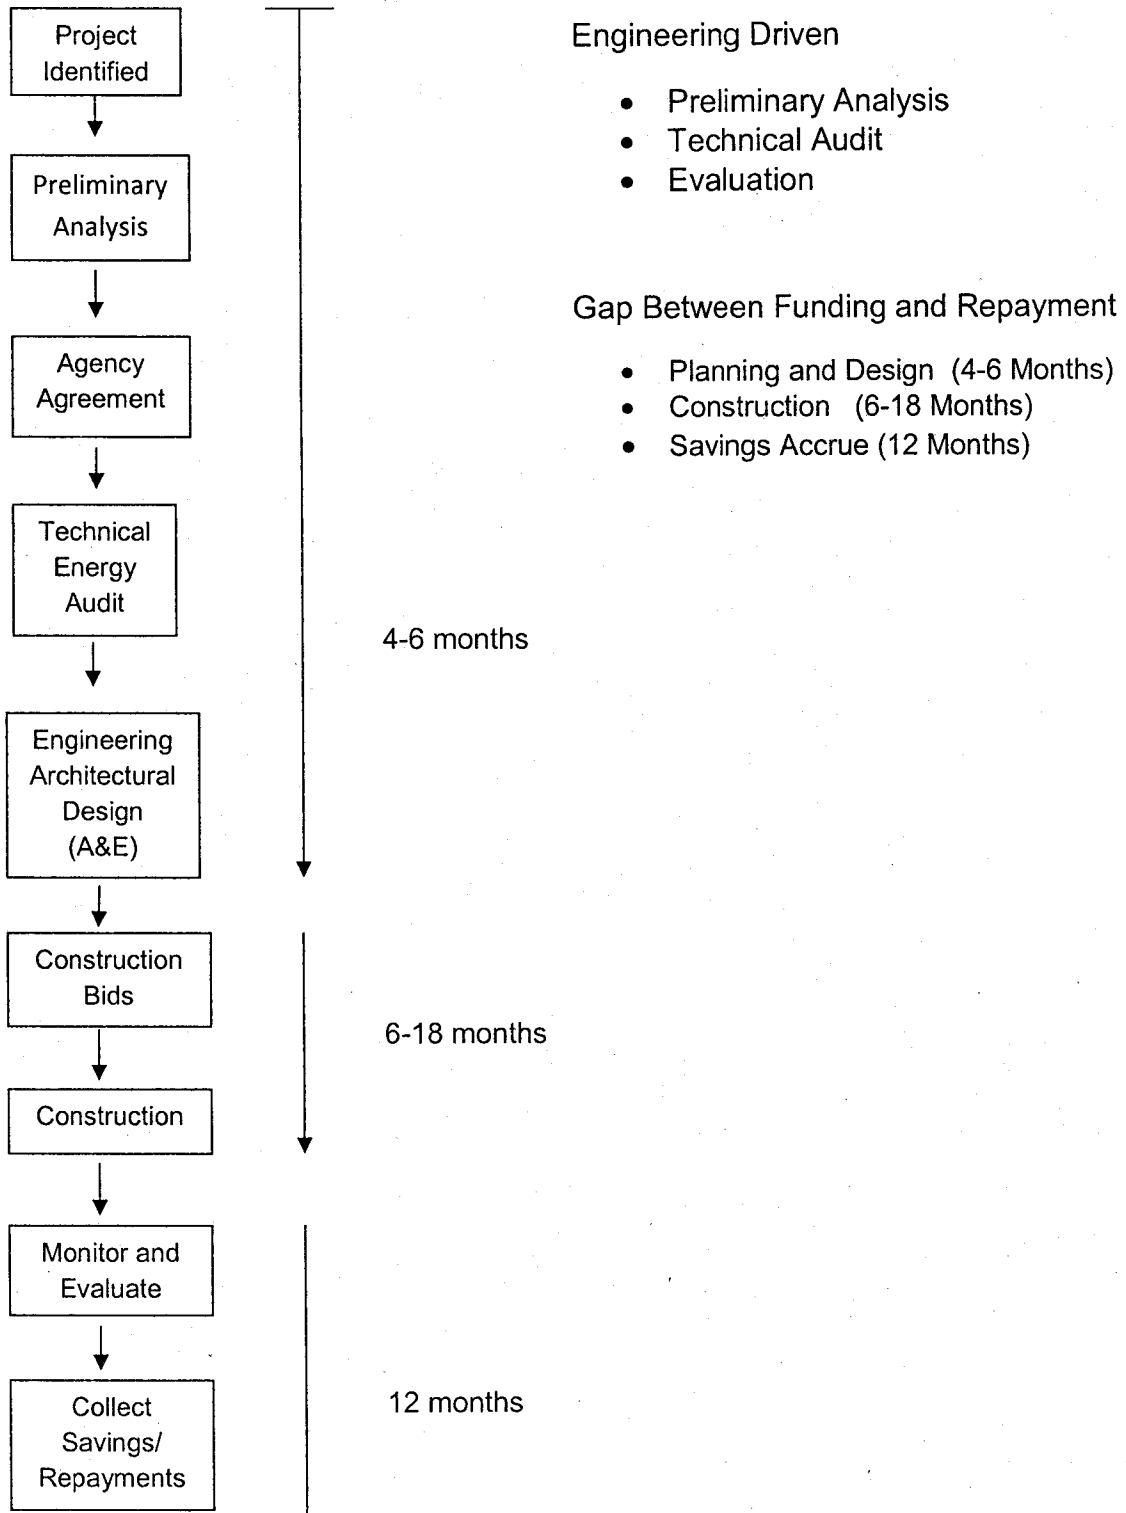 Project
Identified
Preliminary
Analysis
Agency
Agreement
Technical
Energy
Audit
Engineering
Architectural
Design
(A&E)
Construction
Bids
Construction
Monitor and
Evaluate
Collect
Savings/
Repayments
4-6 months
6-18 months
12 months
Engineering Driven
• Preliminary Analysis
• Technical Audit
• Evaluation
Gap Between Funding and Repayment
• Planning and Design (4-6 Months)
• Construction (6-18 Months)
• Savings Accrue (12 Months)